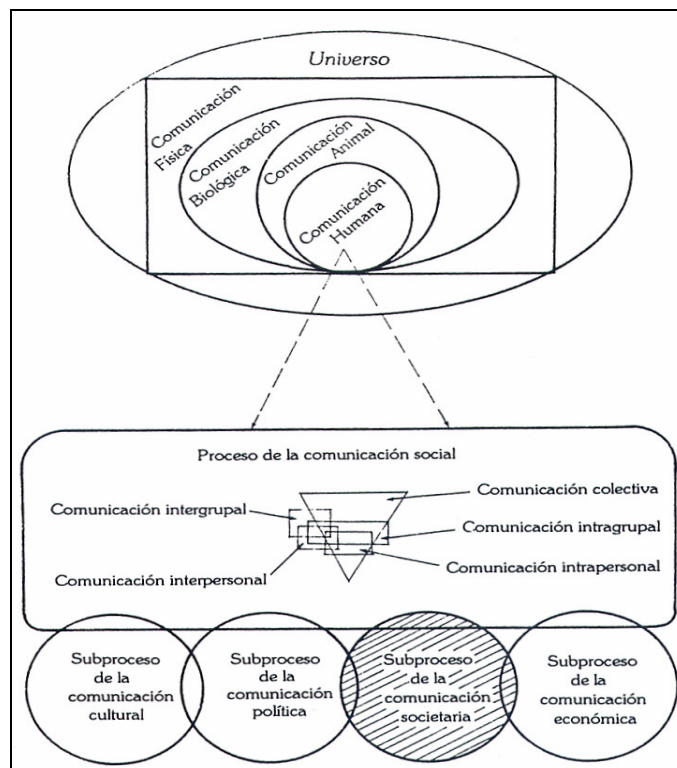 Universo
Comunicación
Física
Comunicación
Biológica
Comunicación
Animal
Comunicación
Humana
Proceso de la comunicación social
Comunicación colectiva
Comunicación intergrupal
Comunicación intragrupal
Comunicación interpersonal
Comunicación intrapersonal
Subproceso
de la
comunicación
cultural
Subproceso
de la
comunicación
política
Subproceso
de la
comunicación
societaria
Subproceso
de la
comunicación
económica